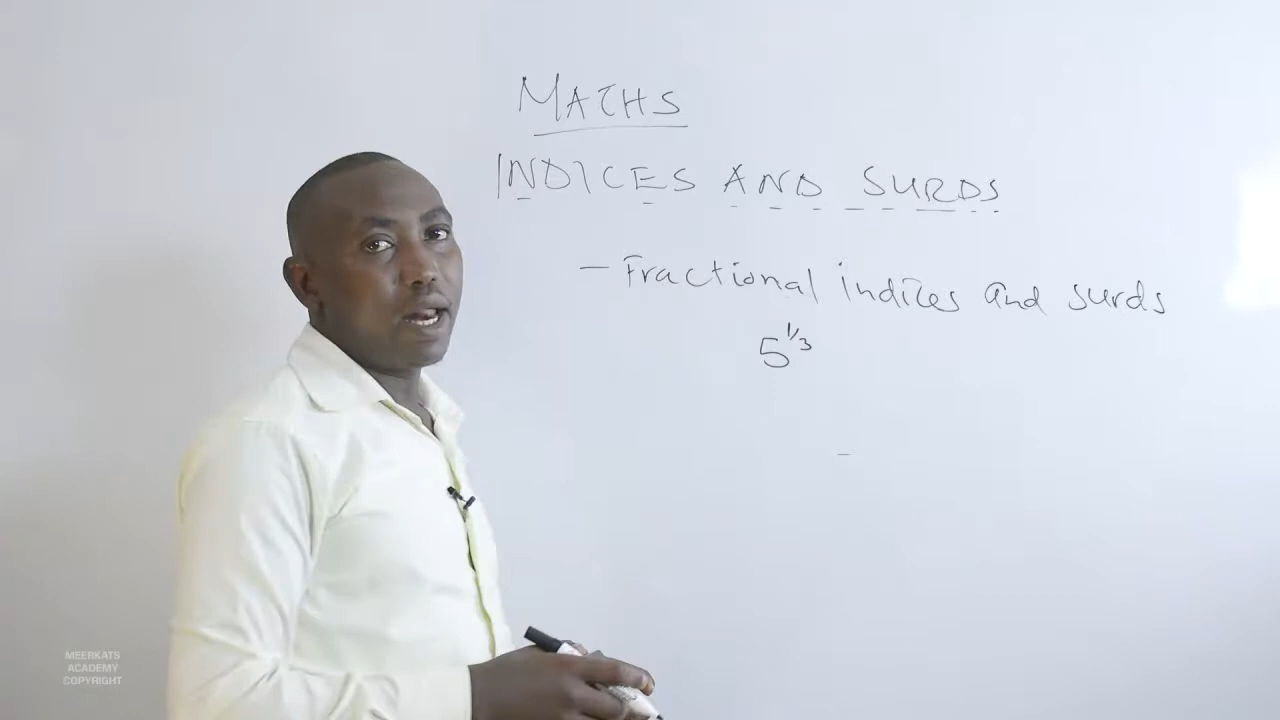 MATHS
INDICES AND SURDS
- Fractional indices and surds
5^1/3
MEERKATS
ACADEMY
COPYRIGHT